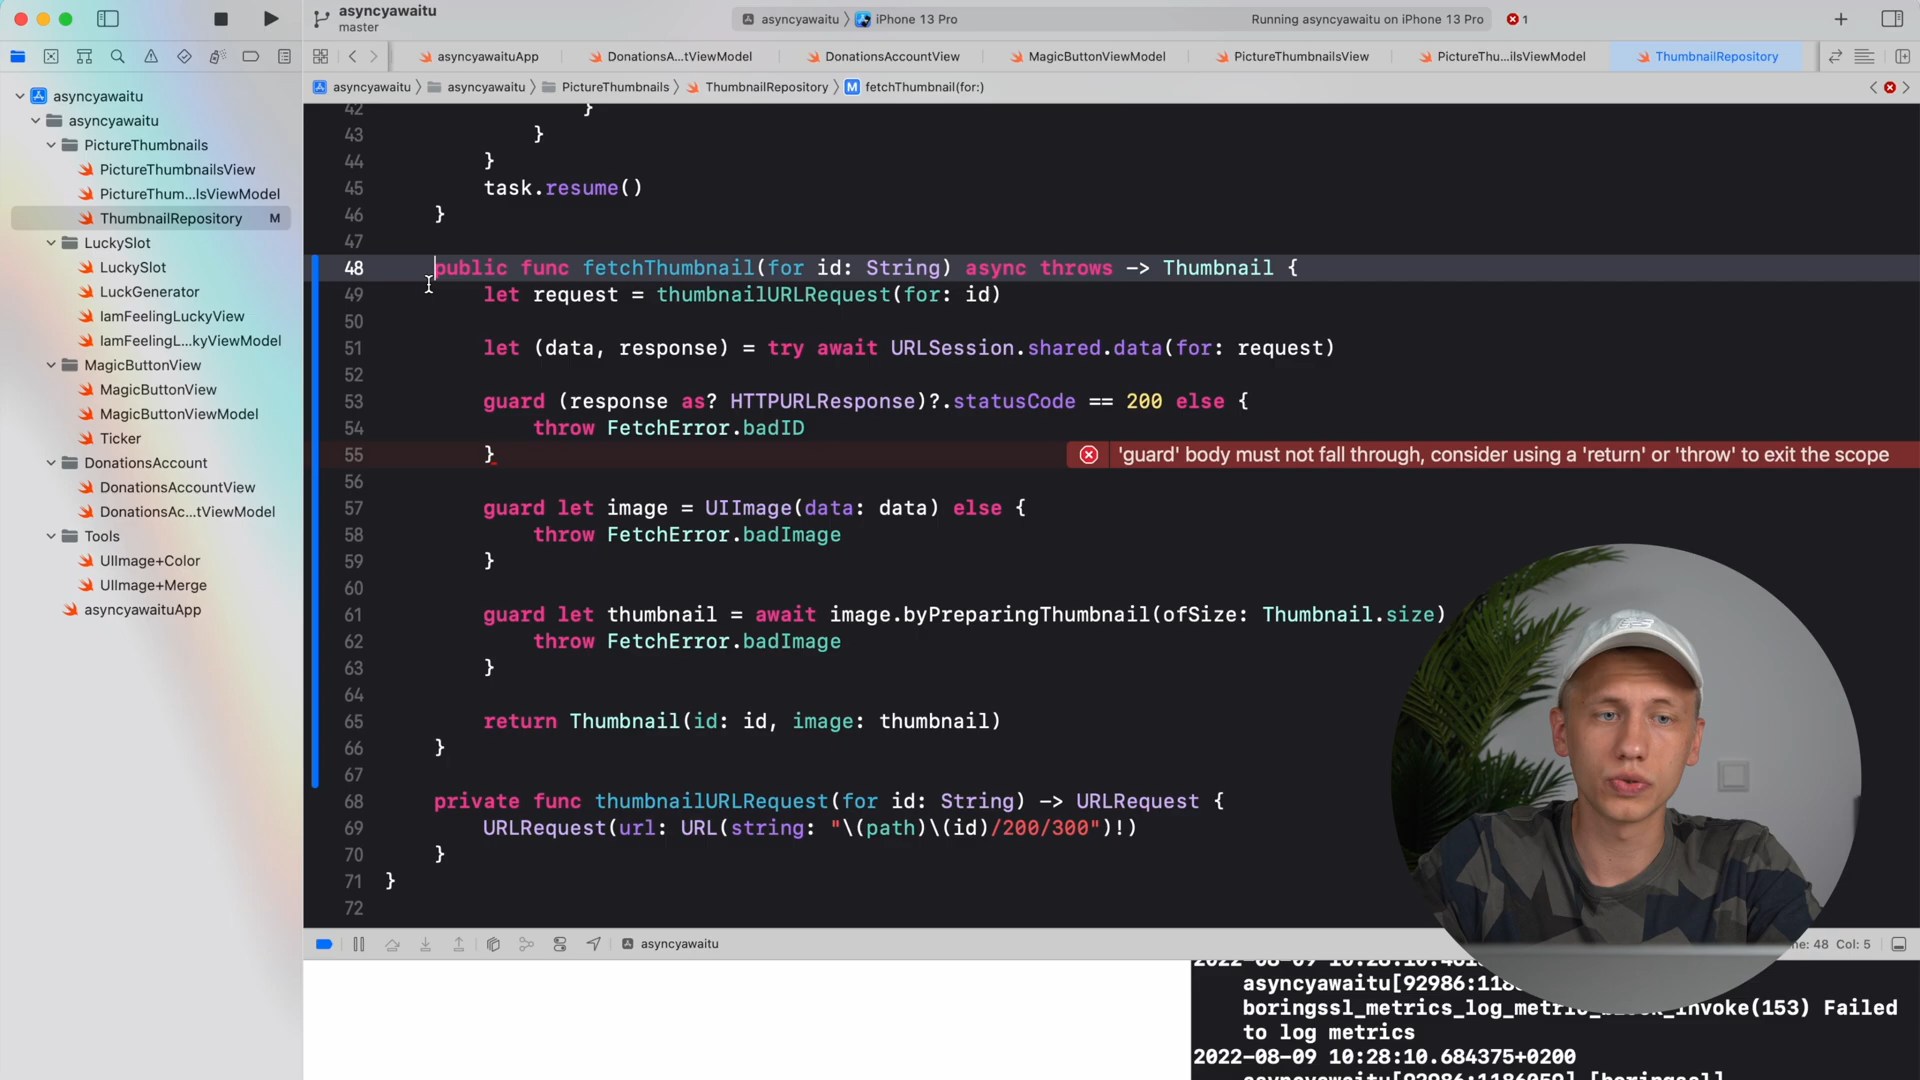 asyncyawaitu
master
asyncyawaitu
iPhone 13 Pro
Running asyncyawaitu on iPhone 13 Pro
1
asyncyawaituApp
DonationsA...tViewModel
DonationsAccountView
MagicButtonViewModel
PictureThumbnailsView
PictureThu...ilsViewModel
ThumbnailRepository
asyncyawaitu
asyncyawaitu
PictureThumbnails
ThumbnailRepository
M fetchThumbnail(for:)
asyncyawaitu
asyncyawaitu
PictureThumbnails
PictureThumbnailsView
PictureThum...lsViewModel
ThumbnailRepository M
LuckySlot
LuckySlot
LuckGenerator
IamFeelingLuckyView
IamFeelingL...kyViewModel
MagicButtonView
MagicButtonView
MagicButtonViewModel
Ticker
DonationsAccount
DonationsAccountView
DonationsAc...tViewModel
Tools
UIImage+Color
UIImage+Merge
asyncyawaituApp
42 }
43 }
44 }
45 task.resume()
46 }
47
48 public func fetchThumbnail(for id: String) async throws -> Thumbnail {
49 let request = thumbnailURLRequest(for: id)
50
51 let (data, response) = try await URLSession.shared.data(for: request)
52
53 guard (response as? HTTPURLResponse)?.statusCode == 200 else {
54 throw FetchError.badID
55 } 'guard' body must not fall through, consider using a 'return' or 'throw' to exit the scope
56
57 guard let image = UIImage(data: data) else {
58 throw FetchError.badImage
59 }
60
61 guard let thumbnail = await image.byPreparingThumbnail(ofSize: Thumbnail.size)
62 throw FetchError.badImage
63 }
64
65 return Thumbnail(id: id, image: thumbnail)
66 }
67
68 private func thumbnailURLRequest(for id: String) -> URLRequest {
69 URLRequest(url: URL(string: "\(path)\(id)/200/300")!)
70 }
71 }
72
asyncyawaitu
48 Col: 5
asyncyawaitu[92986:118
boringssl_metrics_log_metric_block_invoke(153) Failed
to log metrics
2022-08-09 10:28:10.684375+0200